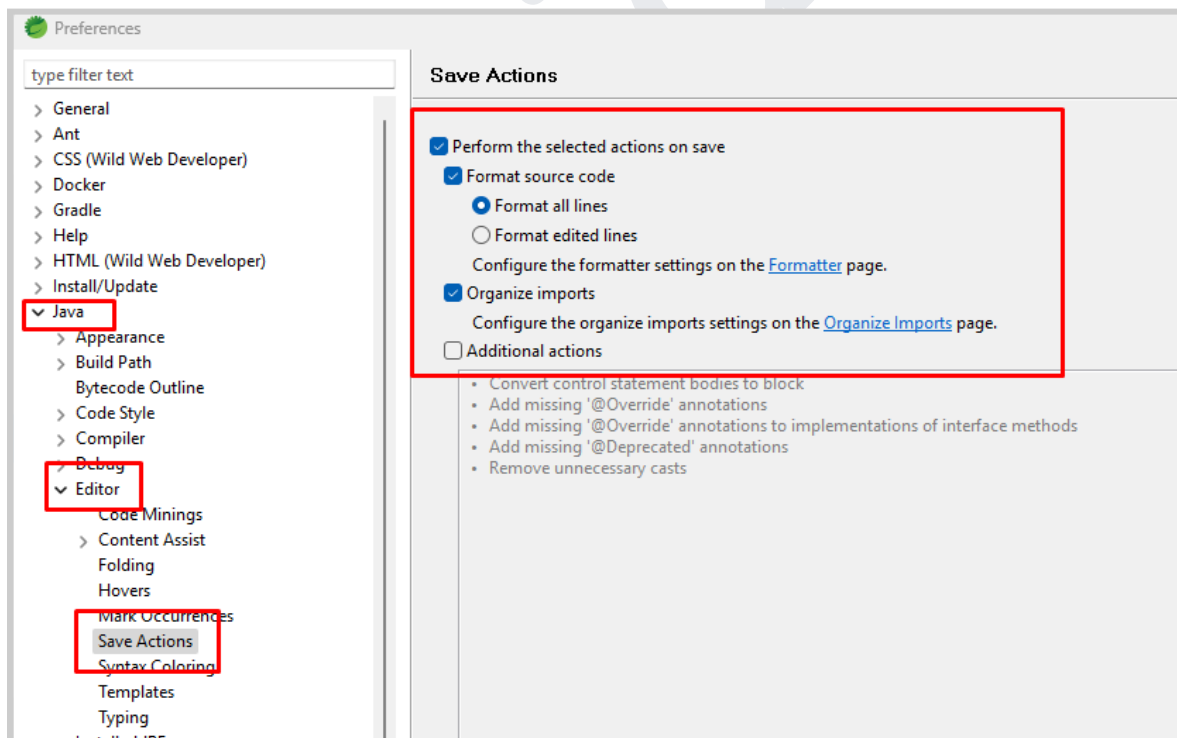 Preferences
type filter text
General
Ant
CSS (Wild Web Developer)
Docker
Gradle
Help
HTML (Wild Web Developer)
Install/Update
Java
Appearance
Build Path
Bytecode Outline
Code Style
Compiler
Debug
Editor
Code Minings
Content Assist
Folding
Hovers
Mark Occurrences
Save Actions
Syntax Coloring
Templates
Typing
Save Actions
Perform the selected actions on save
Format source code
Format all lines
Format edited lines
Configure the formatter settings on the Formatter page.
Organize imports
Configure the organize imports settings on the Organize Imports page.
Additional actions
• Convert control statement bodies to block
• Add missing '@Override' annotations
• Add missing '@Override' annotations to implementations of interface methods
• Add missing '@Deprecated' annotations
• Remove unnecessary casts